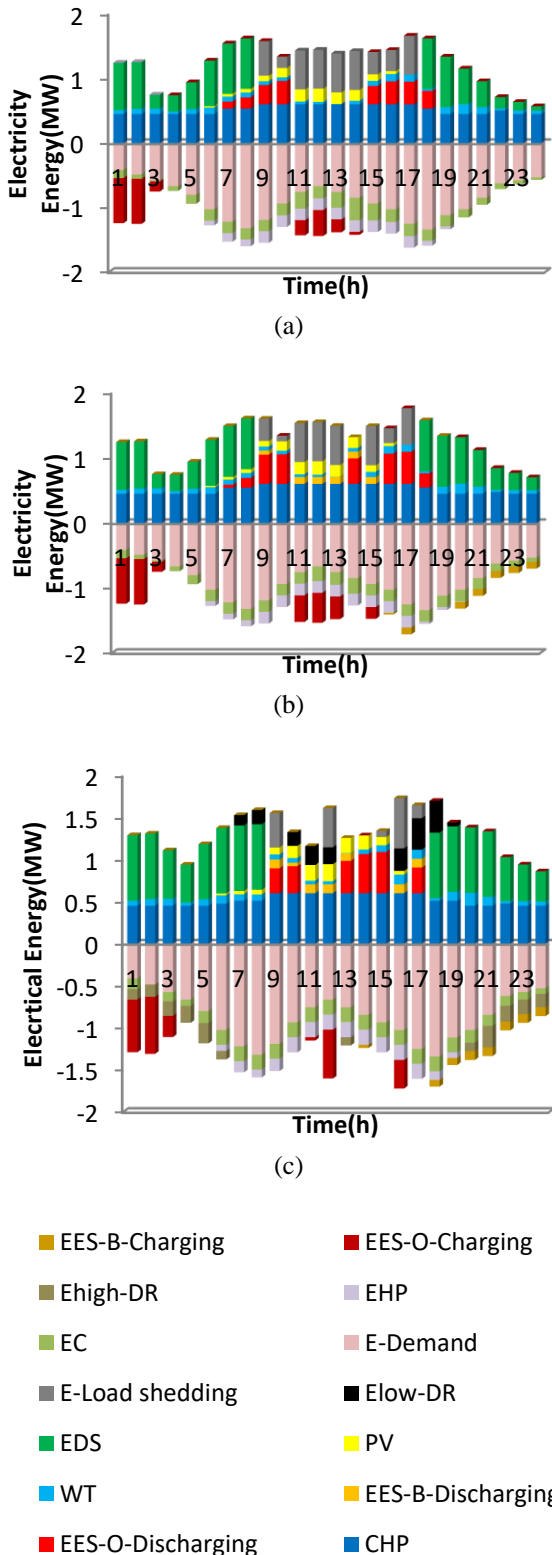 2
1
0
-1
-2
Electricity
Energy(MW)
1 3 5 7 9 11 13 15 17 19 21 23
Time(h)
(a)
2
1
0
-1
-2
Electricity
Energy(MW)
1 3 5 7 9 11 13 15 17 19 21 23
Time(h)
(b)
2
1.5
1
0.5
0
-0.5
-1
-1.5
-2
Elecrtical Energy(MW)
1 3 5 7 9 11 13 15 17 19 21 23
Time(h)
(c)
EES-B-Charging EES-O-Charging
Ehigh-DR EHP
EC E-Demand
E-Load shedding Elow-DR
EDS PV
WT EES-B-Discharging
EES-O-Discharging CHP